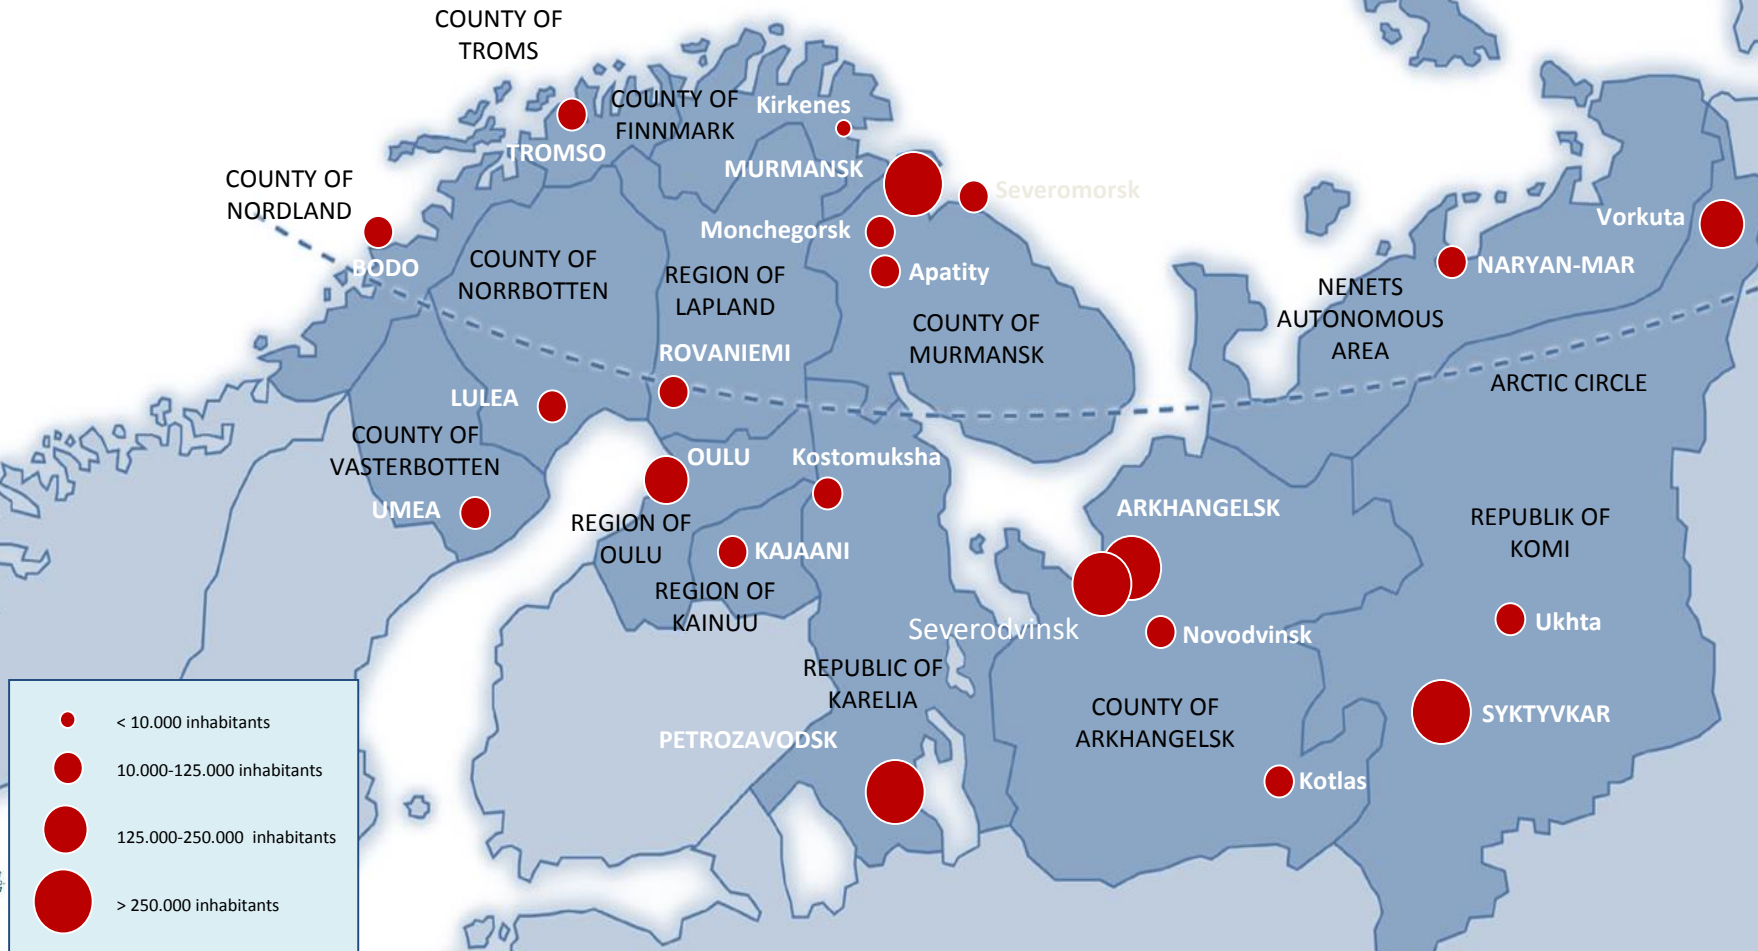 COUNTY OF
TROMS
COUNTY OF
FINNMARK
Kirkenes
TROMSO
MURMANSK
COUNTY OF
NORDLAND
Severomorsk
Monchegorsk
Vorkuta
BODO
COUNTY OF
NORRBOTTEN
REGION OF
LAPLAND
Apatity
NARYAN-MAR
NENETS
AUTONOMOUS
AREA
COUNTY OF
MURMANSK
ROVANIEMI
ARCTIC CIRCLE
LULEA
COUNTY OF
VASTERBOTTEN
OULU
Kostomuksha
UMEA
ARKHANGELSK
REGION OF
OULU
REPUBLIK OF
KOMI
KAJAANI
REGION OF
KAINUU
Severodvinsk
Novodvinsk
Ukhta
REPUBLIC OF
KARELIA
COUNTY OF
ARKHANGELSK
SYKTYVKAR
PETROZAVODSK
Kotlas
< 10.000 inhabitants
10.000-125.000 inhabitants
125.000-250.000 inhabitants
> 250.000 inhabitants